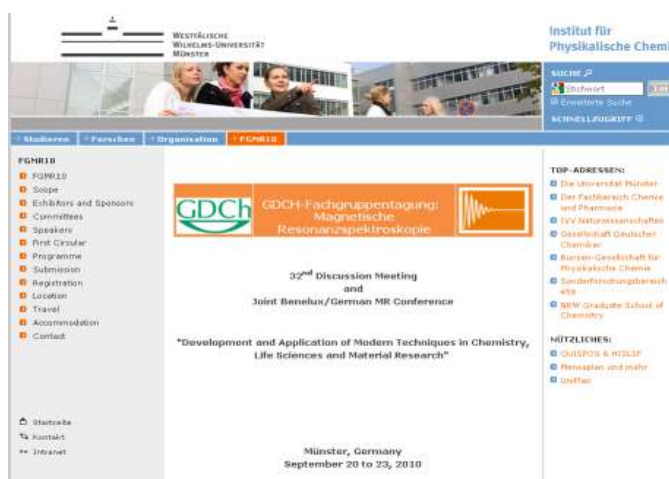 WESTFÄLISCHE
WILHELMS-UNIVERSITÄT
MÜNSTER
Institut für
Physikalische Chemi
SUCHE
Stichwort
Erweiterte Suche
SCHNELLZUGRIFF
Studieren Forschen Organisation FGMR10
FGMR10
FGMR10
Scope
Exhibitors and Sponsors
Committees
Speakers
First Circular
Programme
Submission
Registration
Location
Travel
Accommodation
Contact
Startseite
Kontakt
Intranet
GDCh
GDCH-Fachgruppentagung:
Magnetische
Resonanzspektroskopie
32nd Discussion Meeting
and
Joint Benelux/German MR Conference
"Development and Application of Modern Techniques in Chemistry,
Life Sciences and Material Research"
Münster, Germany
September 20 to 23, 2010
TOP-ADRESSEN:
Die Universität Münster
Der Fachbereich Chemie
und Pharmazie
IVV Naturwissenschaften
Gesellschaft Deutscher
Chemiker
Bunsen-Gesellschaft für
Physikalische Chemie
Sonderforschungsbereich
458
NRW Graduate School of
Chemistry
NÜTZLICHES:
QUISPOS & HELSP
Mensaplan und mehr